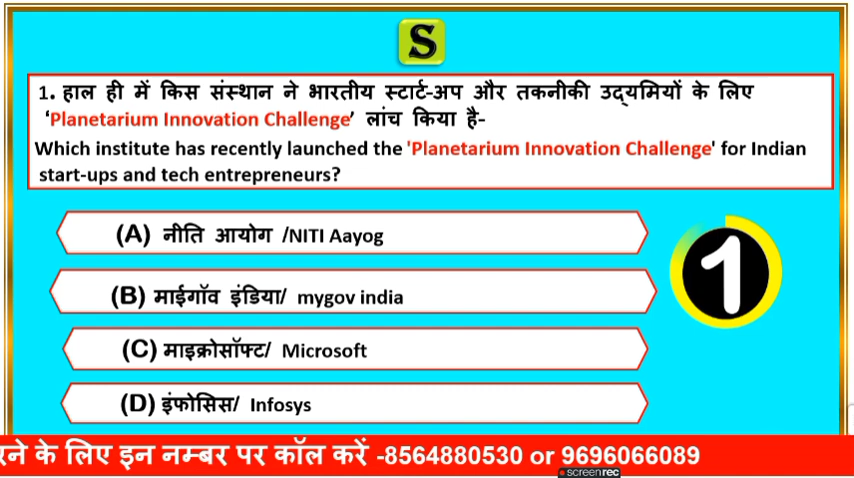 S
1. हाल ही में किस संस्थान ने भारतीय स्टार्ट-अप और तकनीकी उद्यमियों के लिए
‘Planetarium Innovation Challenge’ लांच किया है-
Which institute has recently launched the 'Planetarium Innovation Challenge' for Indian
start-ups and tech entrepreneurs?
(A) नीति आयोग /NITI Aayog
1
(B) माईगॉव इंडिया/ mygov india
(C) माइक्रोसॉफ्ट/ Microsoft
(D) इंफोसिस/ Infosys
रने के लिए इन नम्बर पर कॉल करें -8564880530 or 9696066089
screenrec